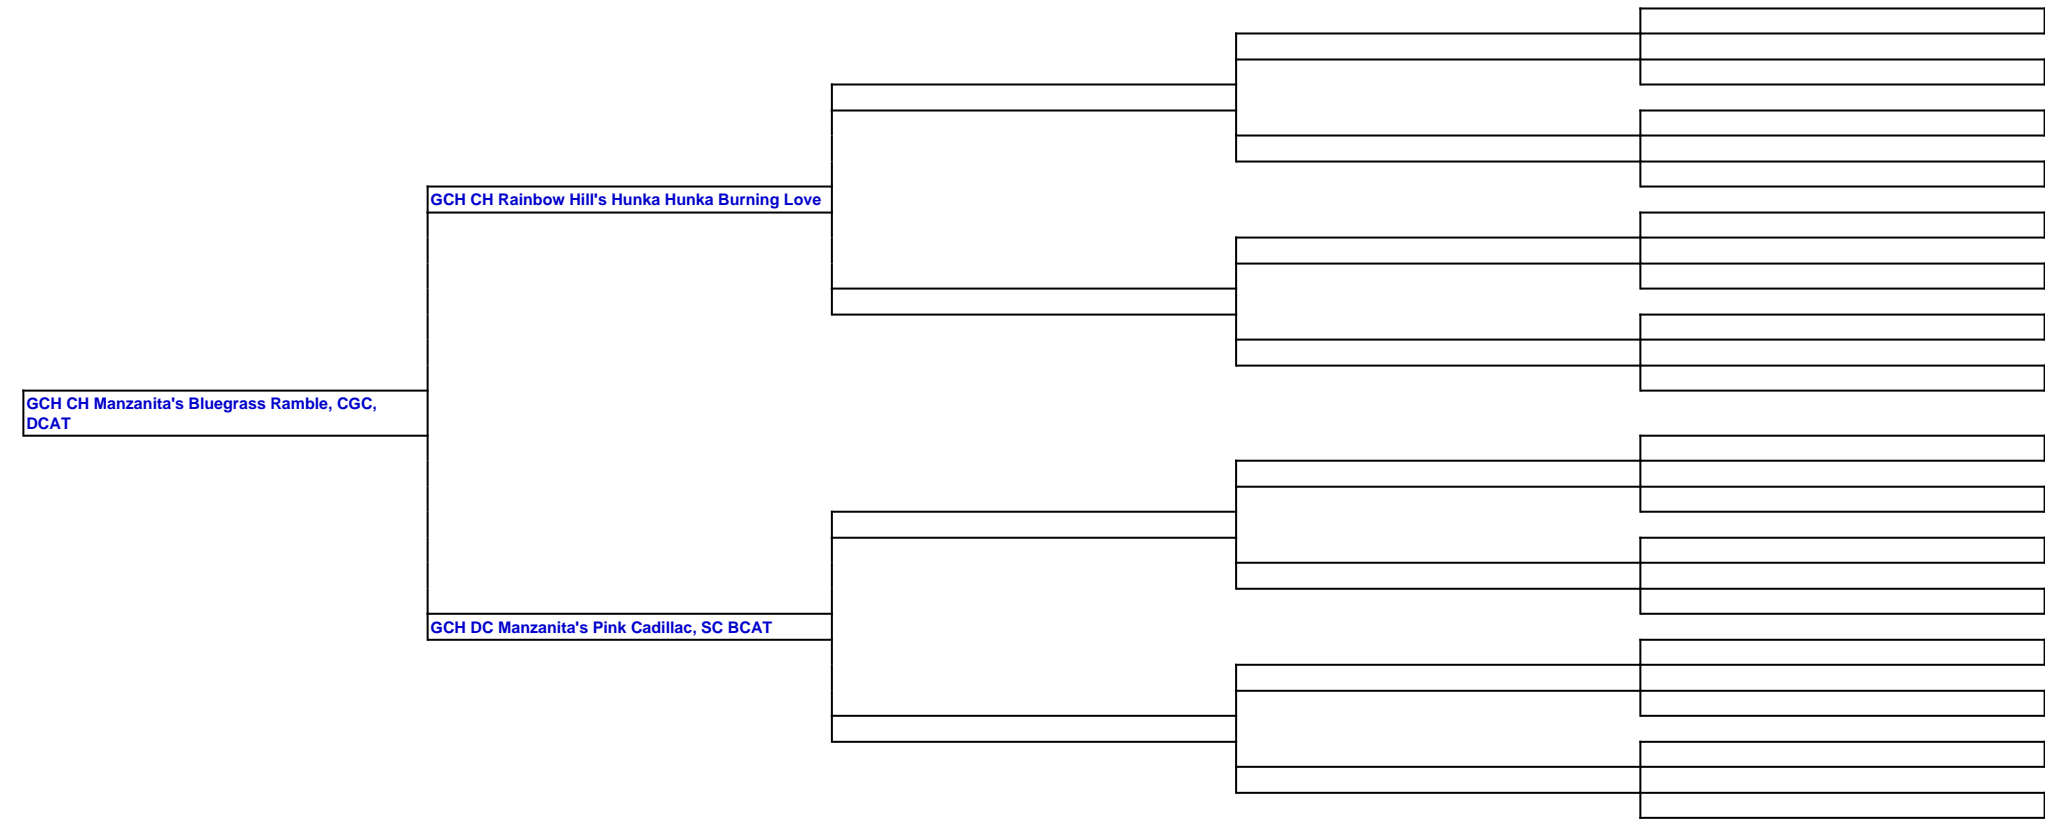 GCH CH Rainbow Hill's Hunka Hunka Burning Love
GCH CH Manzanita's Bluegrass Ramble, CGC,
DCAT
GCH DC Manzanita's Pink Cadillac, SC BCAT